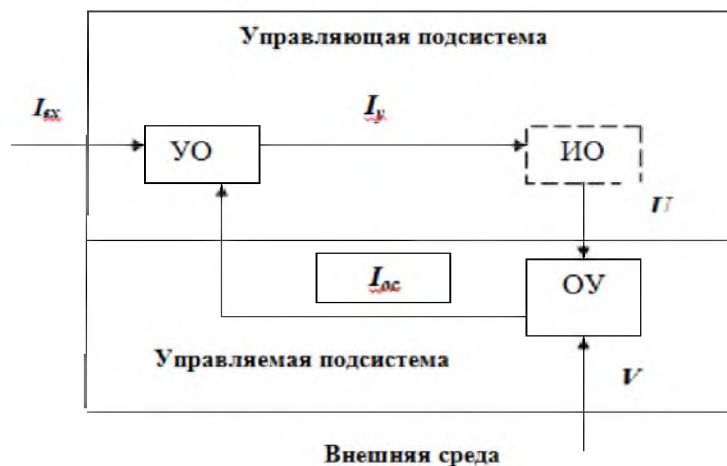 Управляющая подсистема
Iвх
Iу
УО
ИО
U
Iос
ОУ
Управляемая подсистема
V
Внешняя среда